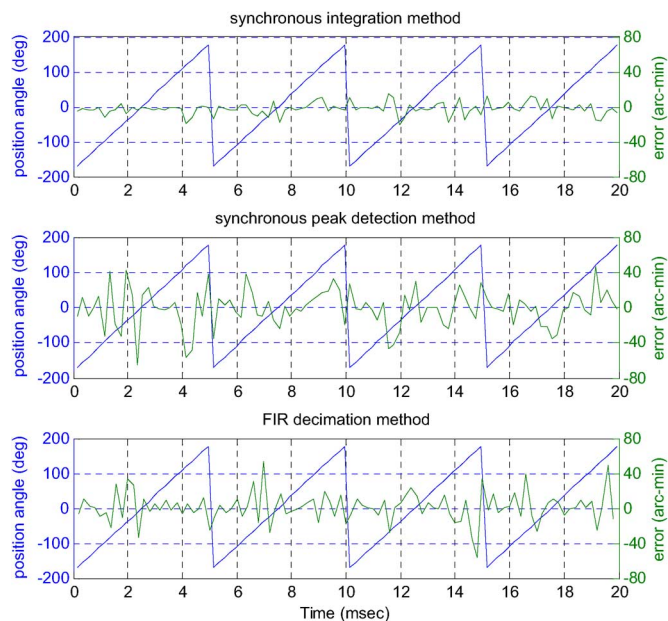 synchronous integration method
position angle (deg)
200
100
0
-100
-200
80
40
0
-40
-80
error (arc-min)
0 2 4 6 8 10 12 14 16 18 20
synchronous peak detection method
position angle (deg)
200
100
0
-100
-200
80
40
0
-40
-80
error (arc-min)
0 2 4 6 8 10 12 14 16 18 20
FIR decimation method
position angle (deg)
200
100
0
-100
-200
80
40
0
-40
-80
error (arc-min)
0 2 4 6 8 10 12 14 16 18 20
Time (msec)